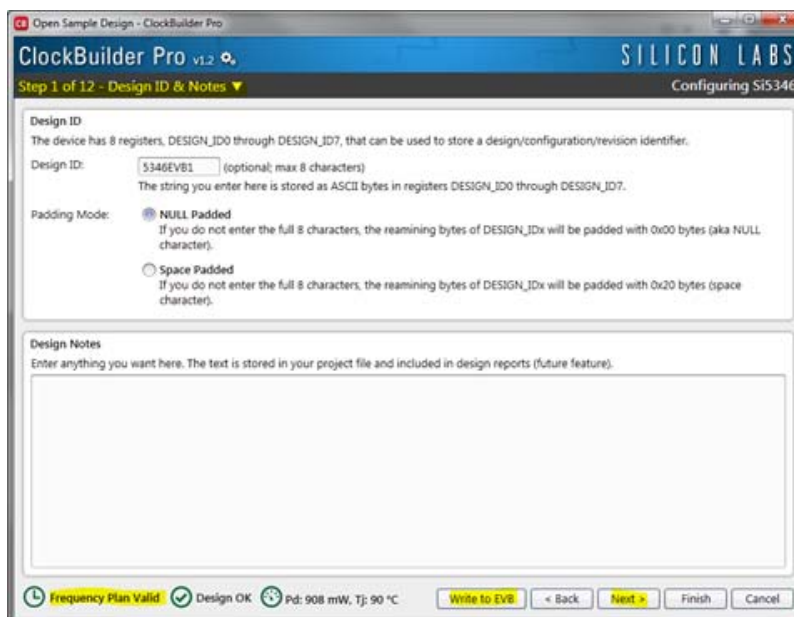 Open Sample Design - ClockBuilder Pro
ClockBuilder Pro v1.2
SILICON LABS
Step 1 of 12 - Design ID & Notes ▼
Configuring Si5346
Design ID
The device has 8 registers, DESIGN_ID0 through DESIGN_ID7, that can be used to store a design/configuration/revision identifier.
Design ID: 5346EVB1 (optional; max 8 characters)
The string you enter here is stored as ASCII bytes in registers DESIGN_ID0 through DESIGN_ID7.
Padding Mode: NULL Padded
If you do not enter the full 8 characters, the reamining bytes of DESIGN_IDx will be padded with 0x00 bytes (aka NULL
character).
Space Padded
If you do not enter the full 8 characters, the reamining bytes of DESIGN_IDx will be padded with 0x20 bytes (space
character).
Design Notes
Enter anything you want here. The text is stored in your project file and included in design reports (future feature).
Frequency Plan Valid Design OK Pd: 908 mW, Tj: 90 °C Write to EVB < Back Next > Finish Cancel